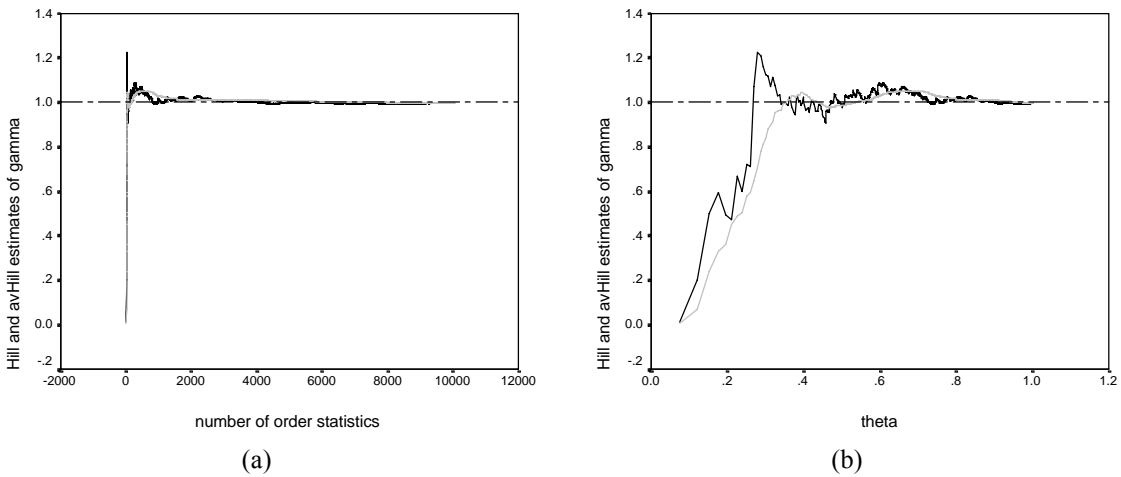 1.4
1.2
1.0
.8
.6
.4
.2
0.0
-.2
Hill and avHill estimates of gamma
-2000 0 2000 4000 6000 8000 10000 12000
number of order statistics
(a)
1.4
1.2
1.0
.8
.6
.4
.2
0.0
-.2
Hill and avHill estimates of gamma
0.0 .2 .4 .6 .8 1.0 1.2
theta
(b)